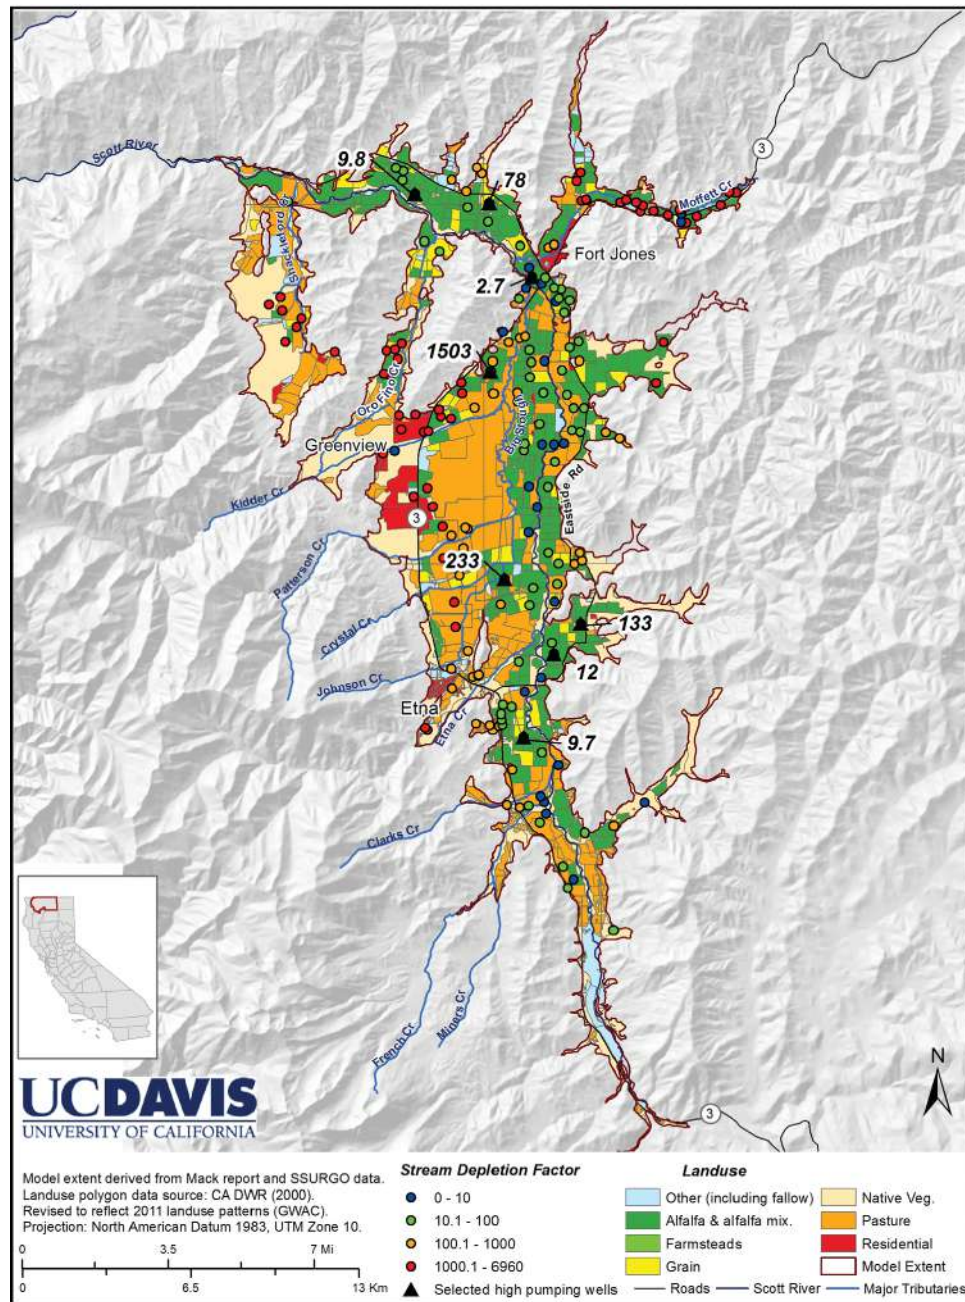 Scott River
9.8
78
3
Moffett Cr
Shackleford Cr
Fort Jones
2.7
1503
Oro Fino Cr
Big Slough
Greenview
Eastside Rd
Kidder Cr
3
Patterson Cr
233
133
Crystal Cr
12
Johnson Cr
Etna
Etna Cr
9.7
Clarks Cr
French Cr
Miners Cr
N
3
UCDAVIS
UNIVERSITY OF CALIFORNIA
Model extent derived from Mack report and SSURGO data.
Landuse polygon data source: CA DWR (2000).
Revised to reflect 2011 landuse patterns (GWAC).
Projection: North American Datum 1983, UTM Zone 10.
0 3.5 7 Mi
0 6.5 13 Km
Stream Depletion Factor
0 - 10
10.1 - 100
100.1 - 1000
1000.1 - 6960
Selected high pumping wells
Landuse
Other (including fallow)
Alfalfa & alfalfa mix.
Farmsteads
Grain
Native Veg.
Pasture
Residential
Model Extent
Roads Scott River Major Tributaries